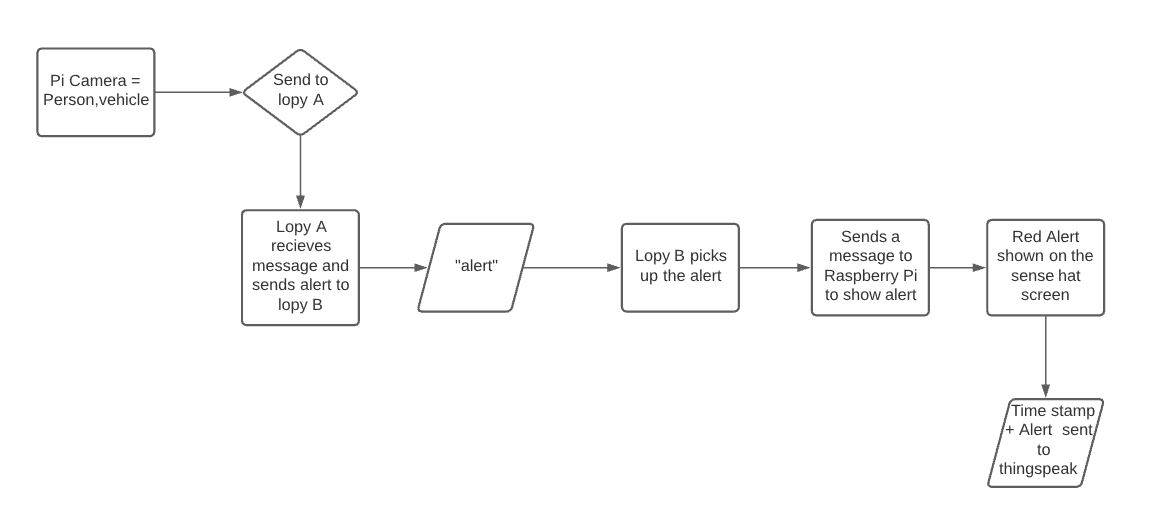 Pi Camera =
Person,vehicle
Send to
lopy A
Lopy A
recieves
message and
sends alert to
lopy B
"alert"
Lopy B picks
up the alert
Sends a
message to
Raspberry Pi
to show alert
Red Alert
shown on the
sense hat
screen
Time stamp
+ Alert  sent
to
thingspeak